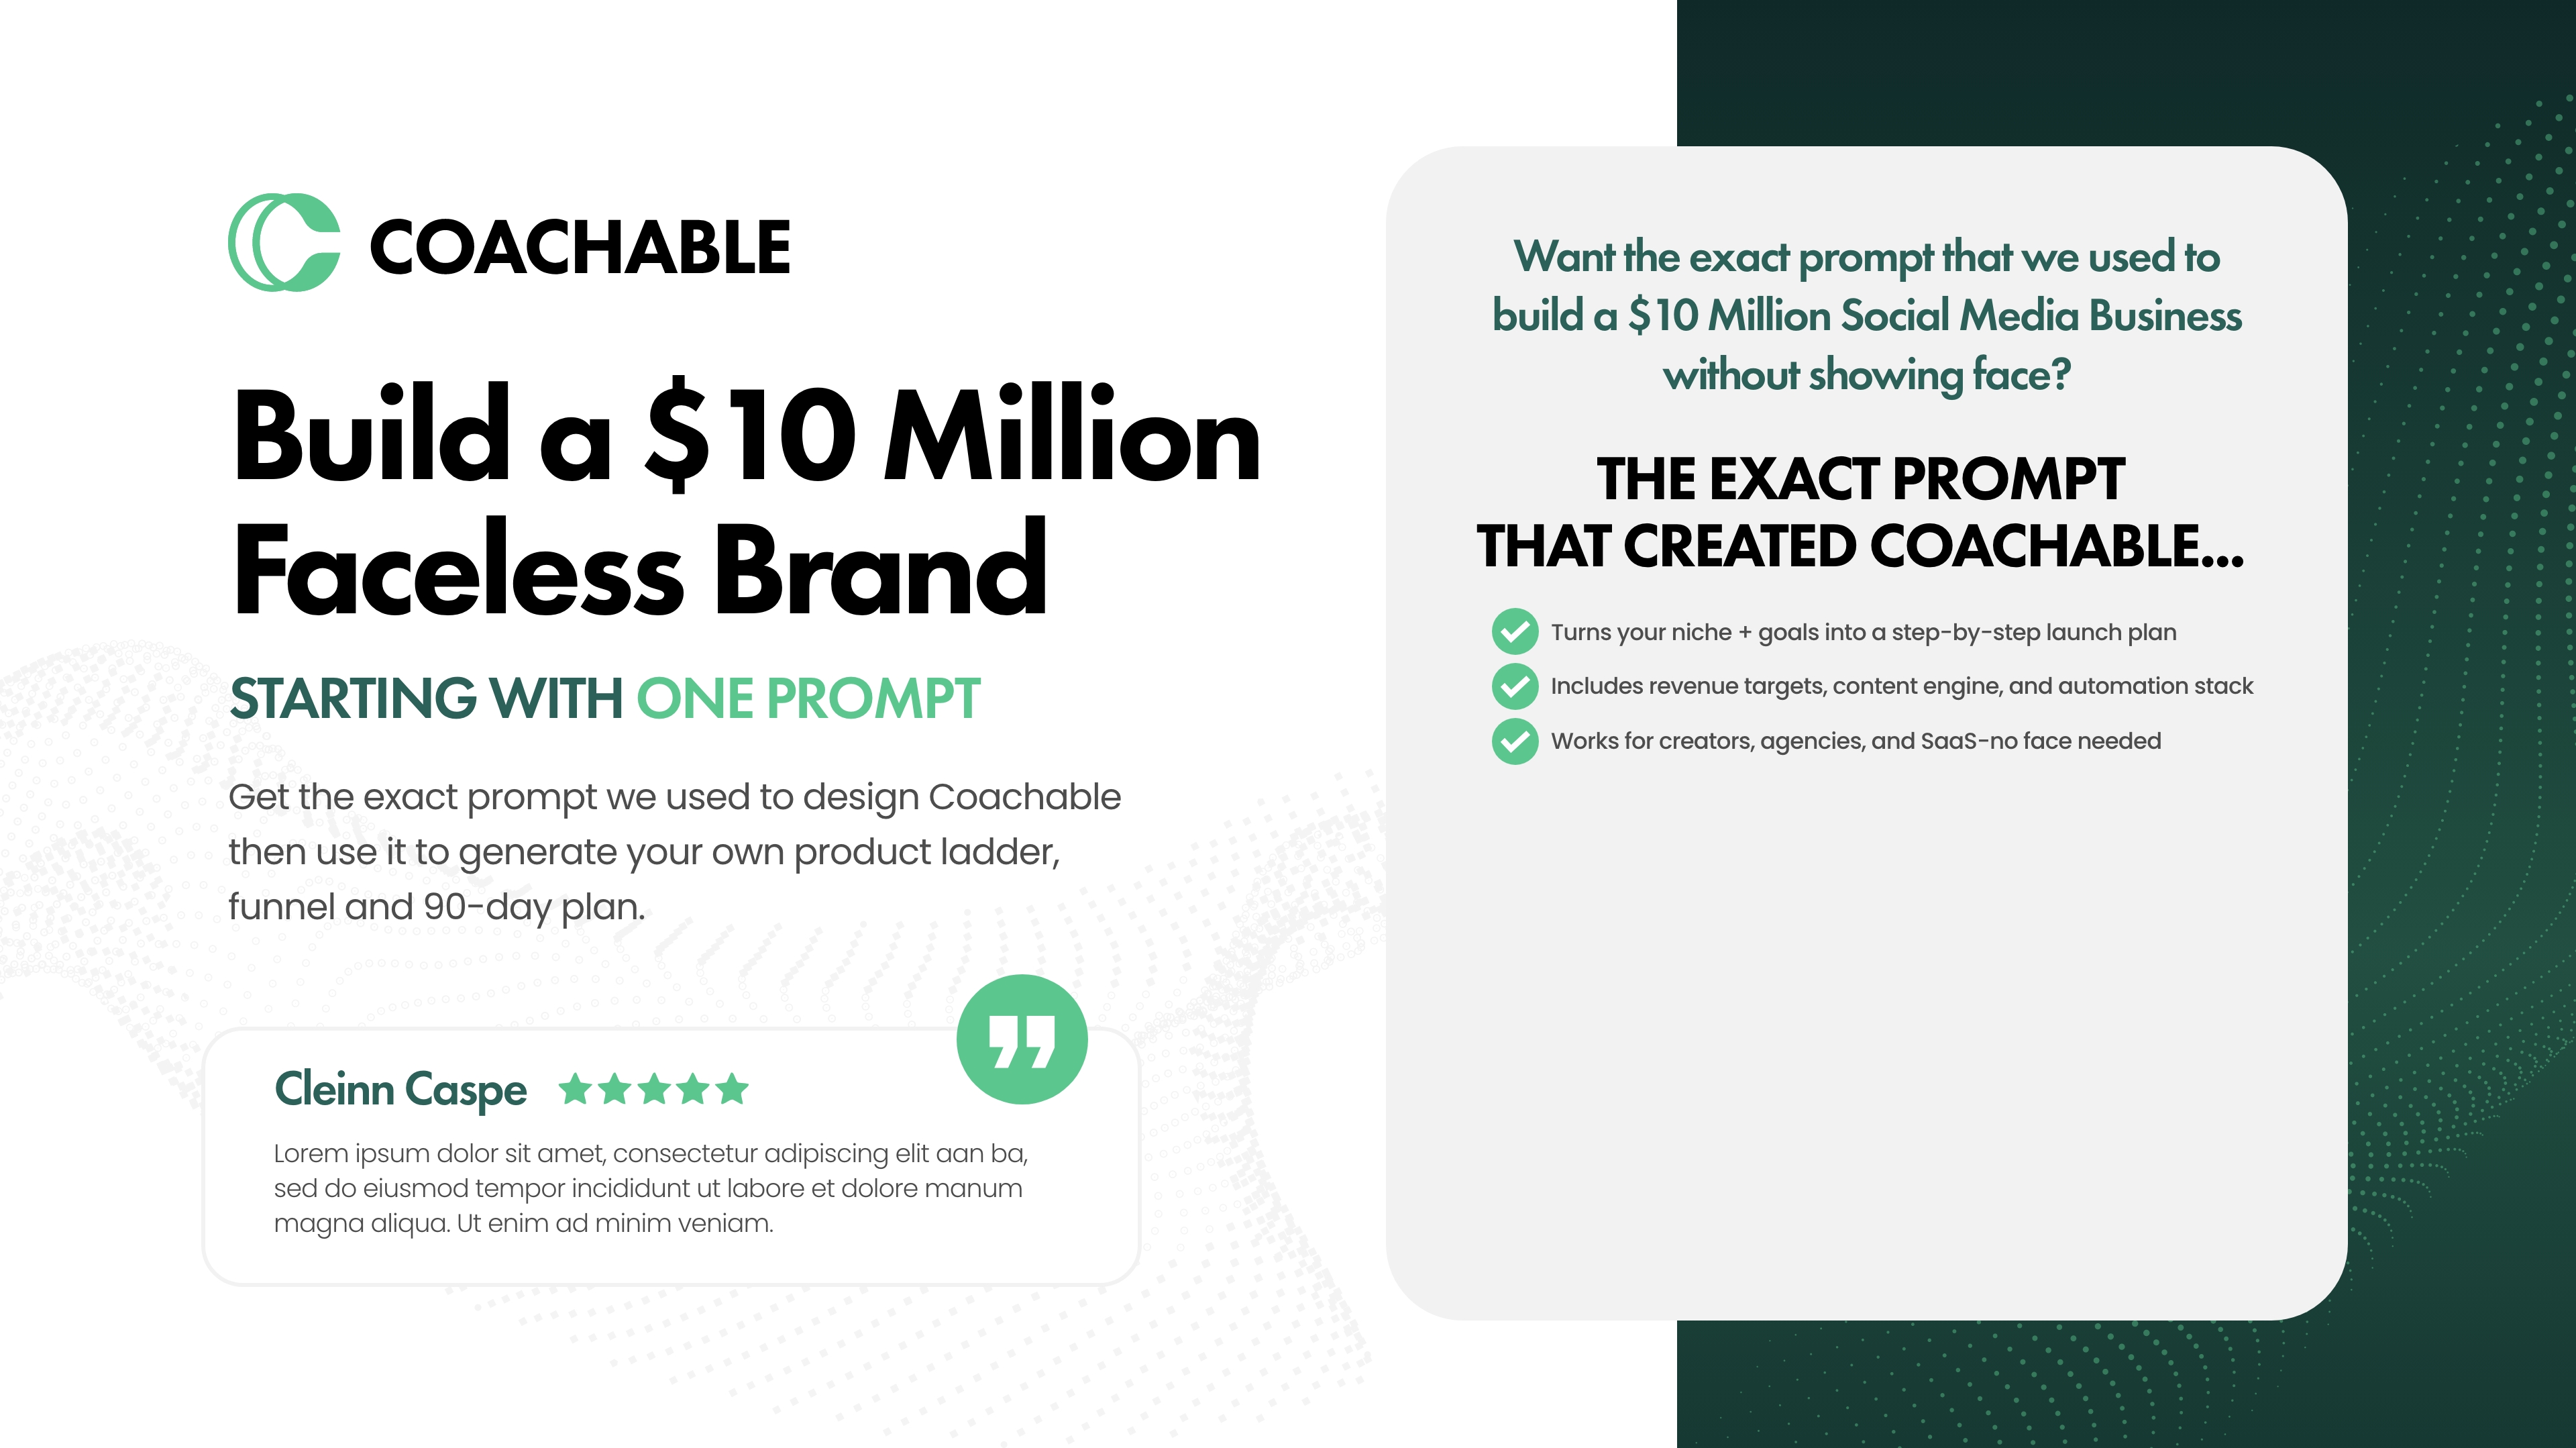 COACHABLE
Build a $10 Million
Faceless Brand
STARTING WITH ONE PROMPT
Get the exact prompt we used to design Coachable
then use it to generate your own product ladder,
funnel and 90-day plan.
Cleinn Caspe
Lorem ipsum dolor sit amet, consectetur adipiscing elit aan ba,
sed do eiusmod tempor incididunt ut labore et dolore manum
magna aliqua. Ut enim ad minim veniam.
Want the exact prompt that we used to
build a $10 Million Social Media Business
without showing face?
THE EXACT PROMPT
THAT CREATED COACHABLE...
Turns your niche + goals into a step-by-step launch plan
Includes revenue targets, content engine, and automation stack
Works for creators, agencies, and SaaS-no face needed